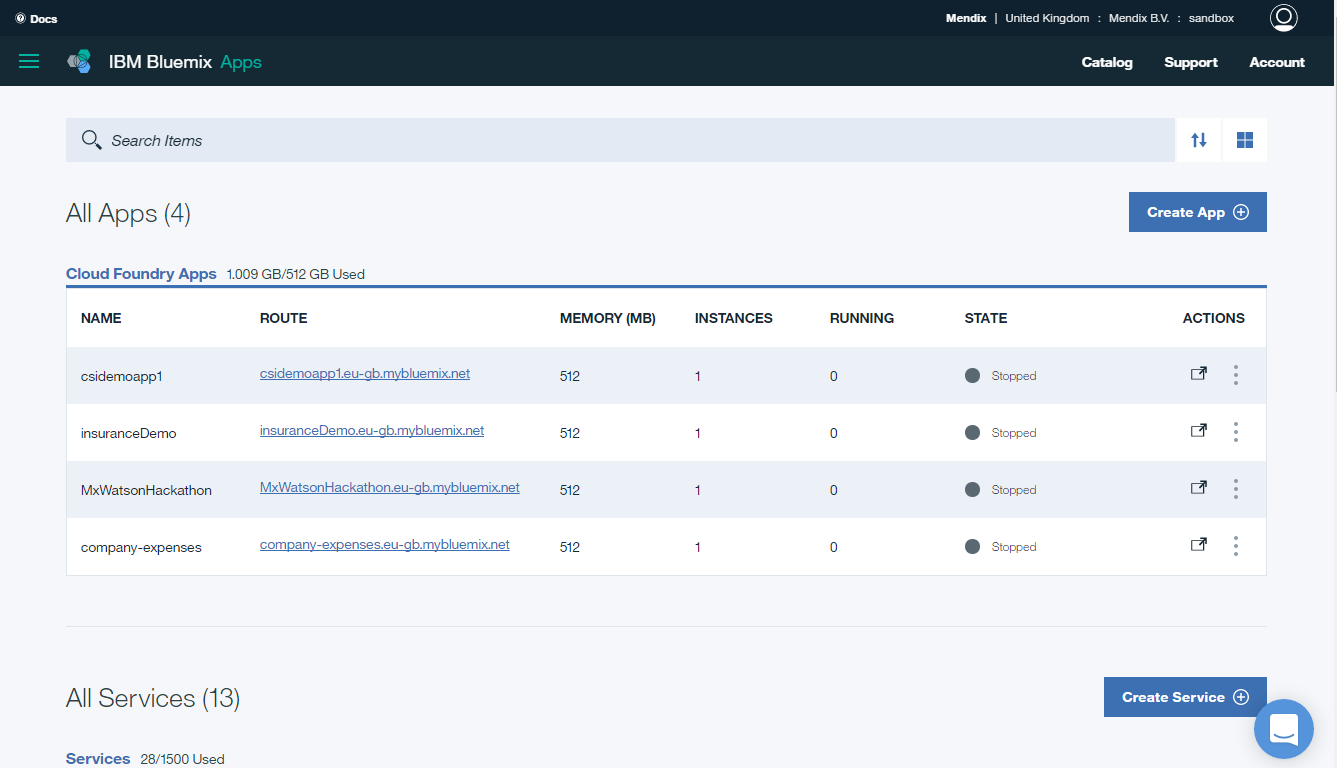 Docs
Mendix | United Kingdom : Mendix B.V. : sandbox
IBM Bluemix Apps
Catalog Support Account
Search Items
All Apps (4)
Create App
Cloud Foundry Apps 1.009 GB/512 GB Used
NAME ROUTE MEMORY (MB) INSTANCES RUNNING STATE ACTIONS
csidemoapp1 csidemoapp1.eu-gb.mybluemix.net 512 1 0 Stopped
insuranceDemo insuranceDemo.eu-gb.mybluemix.net 512 1 0 Stopped
MxWatsonHackathon MxWatsonHackathon.eu-gb.mybluemix.net 512 1 0 Stopped
company-expenses company-expenses.eu-gb.mybluemix.net 512 1 0 Stopped
All Services (13)
Create Service
Services 28/1500 Used